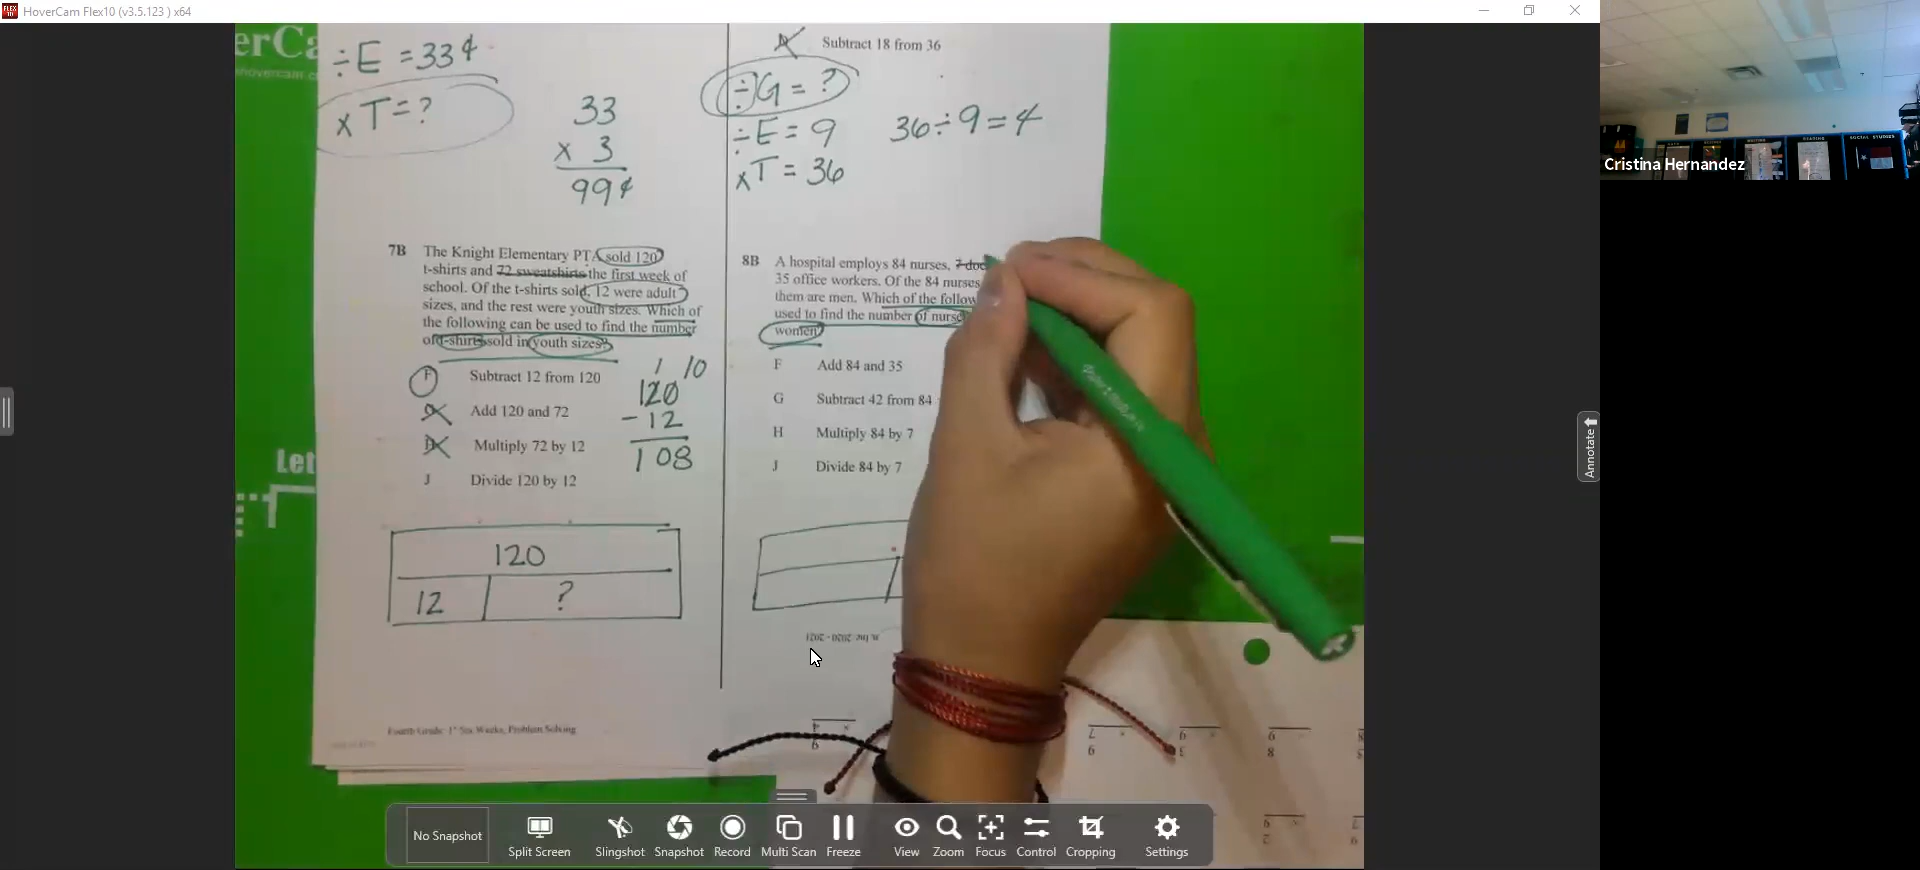 HoverCam Flex10 (v3.5.123 ) x64
÷E = 33¢
x T = ?
33
x 3
99¢
Subtract 18 from 36
÷G = ?
÷E = 9
x T = 36
36 ÷ 9 = 4
7B The Knight Elementary PTA sold 120
t-shirts and 72 sweatshirts the first week of
school. Of the t-shirts sold, 12 were adult
sizes, and the rest were youth sizes. Which of
the following can be used to find the number
of t-shirts sold in youth sizes?
F Subtract 12 from 120
Add 120 and 72
Multiply 72 by 12
J Divide 120 by 12
1 10
120
- 12
108
120
12 ?
Fourth Grade: 1st Six Weeks, Problem Solving
8B A hospital employs 84 nurses, 7 doc
35 office workers. Of the 84 nurses
them are men. Which of the follow
used to find the number of nurse
women?
F Add 84 and 35
G Subtract 42 from 84
H Multiply 84 by 7
J Divide 84 by 7
Let
Cristina Hernandez
SOCIAL STUDIES
Annotate
No Snapshot
Split Screen
Slingshot
Snapshot
Record
Multi Scan
Freeze
View
Zoom
Focus
Control
Cropping
Settings